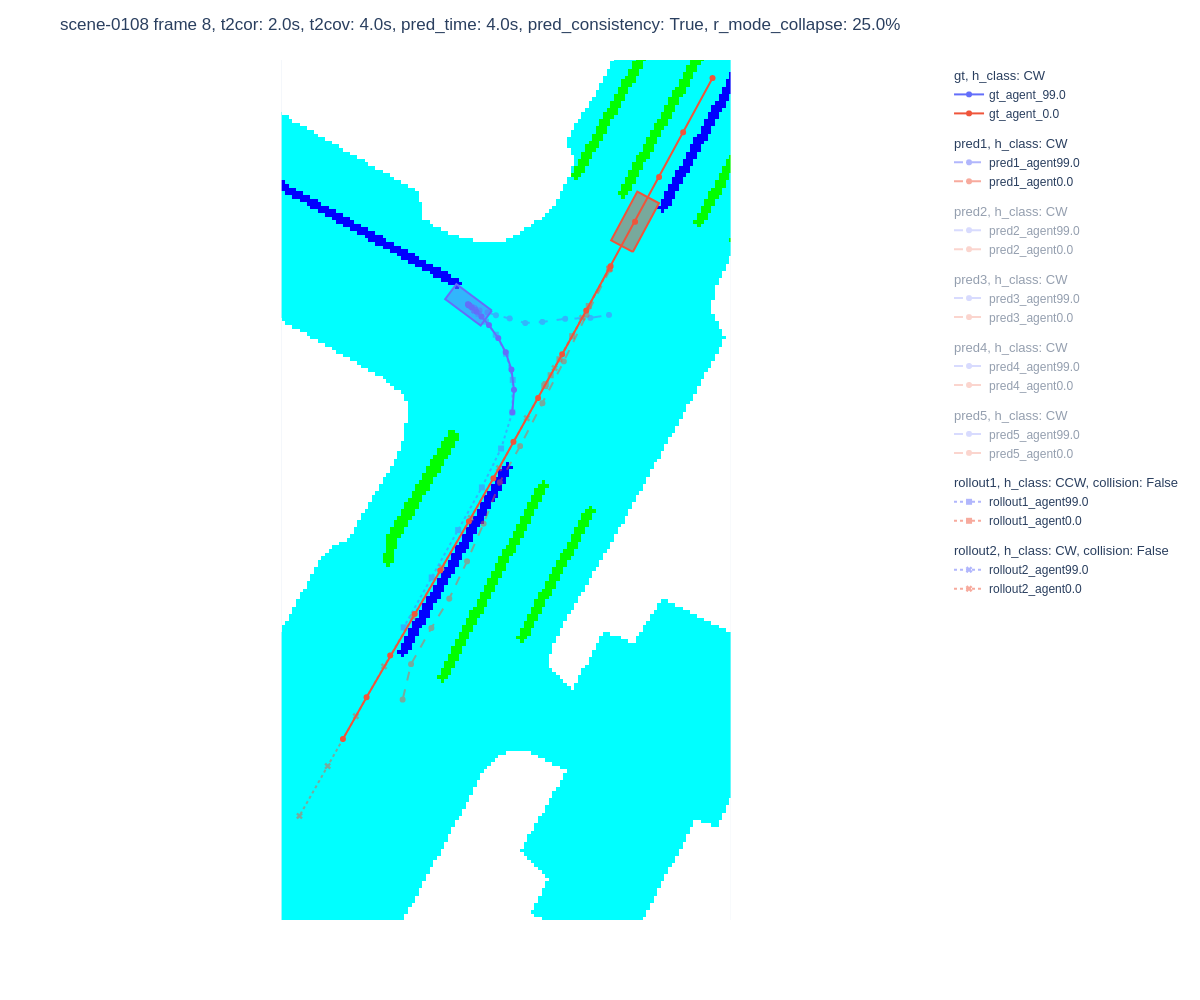 scene-0108 frame 8, t2cor: 2.0s, t2cov: 4.0s, pred_time: 4.0s, pred_consistency: True, r_mode_collapse: 25.0%
gt, h_class: CW
gt_agent_99.0
gt_agent_0.0
pred1, h_class: CW
pred1_agent99.0
pred1_agent0.0
pred2, h_class: CW
pred2_agent99.0
pred2_agent0.0
pred3, h_class: CW
pred3_agent99.0
pred3_agent0.0
pred4, h_class: CW
pred4_agent99.0
pred4_agent0.0
pred5, h_class: CW
pred5_agent99.0
pred5_agent0.0
rollout1, h_class: CCW, collision: False
rollout1_agent99.0
rollout1_agent0.0
rollout2, h_class: CW, collision: False
rollout2_agent99.0
rollout2_agent0.0